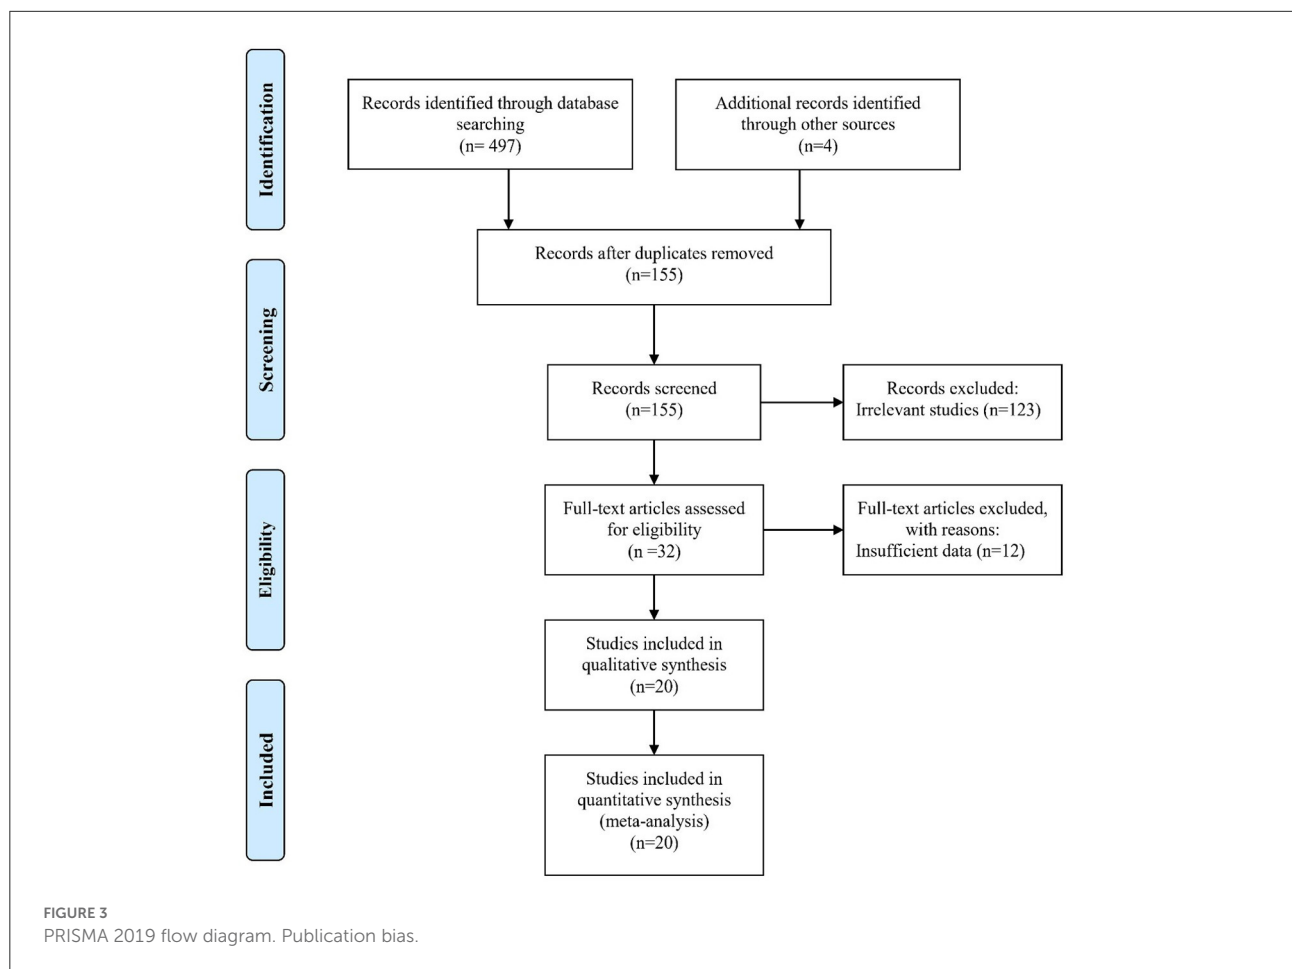 Identification
Records identified through database
searching
(n= 497)
Additional records identified
through other sources
(n=4)
Records after duplicates removed
(n=155)
Screening
Records screened
(n=155)
Records excluded:
Irrelevant studies (n=123)
Eligibility
Full-text articles assessed
for eligibility
(n =32)
Full-text articles excluded,
with reasons:
Insufficient data (n=12)
Studies included in
qualitative synthesis
(n=20)
Included
Studies included in
quantitative synthesis
(meta-analysis)
(n=20)
FIGURE 3
PRISMA 2019 flow diagram. Publication bias.